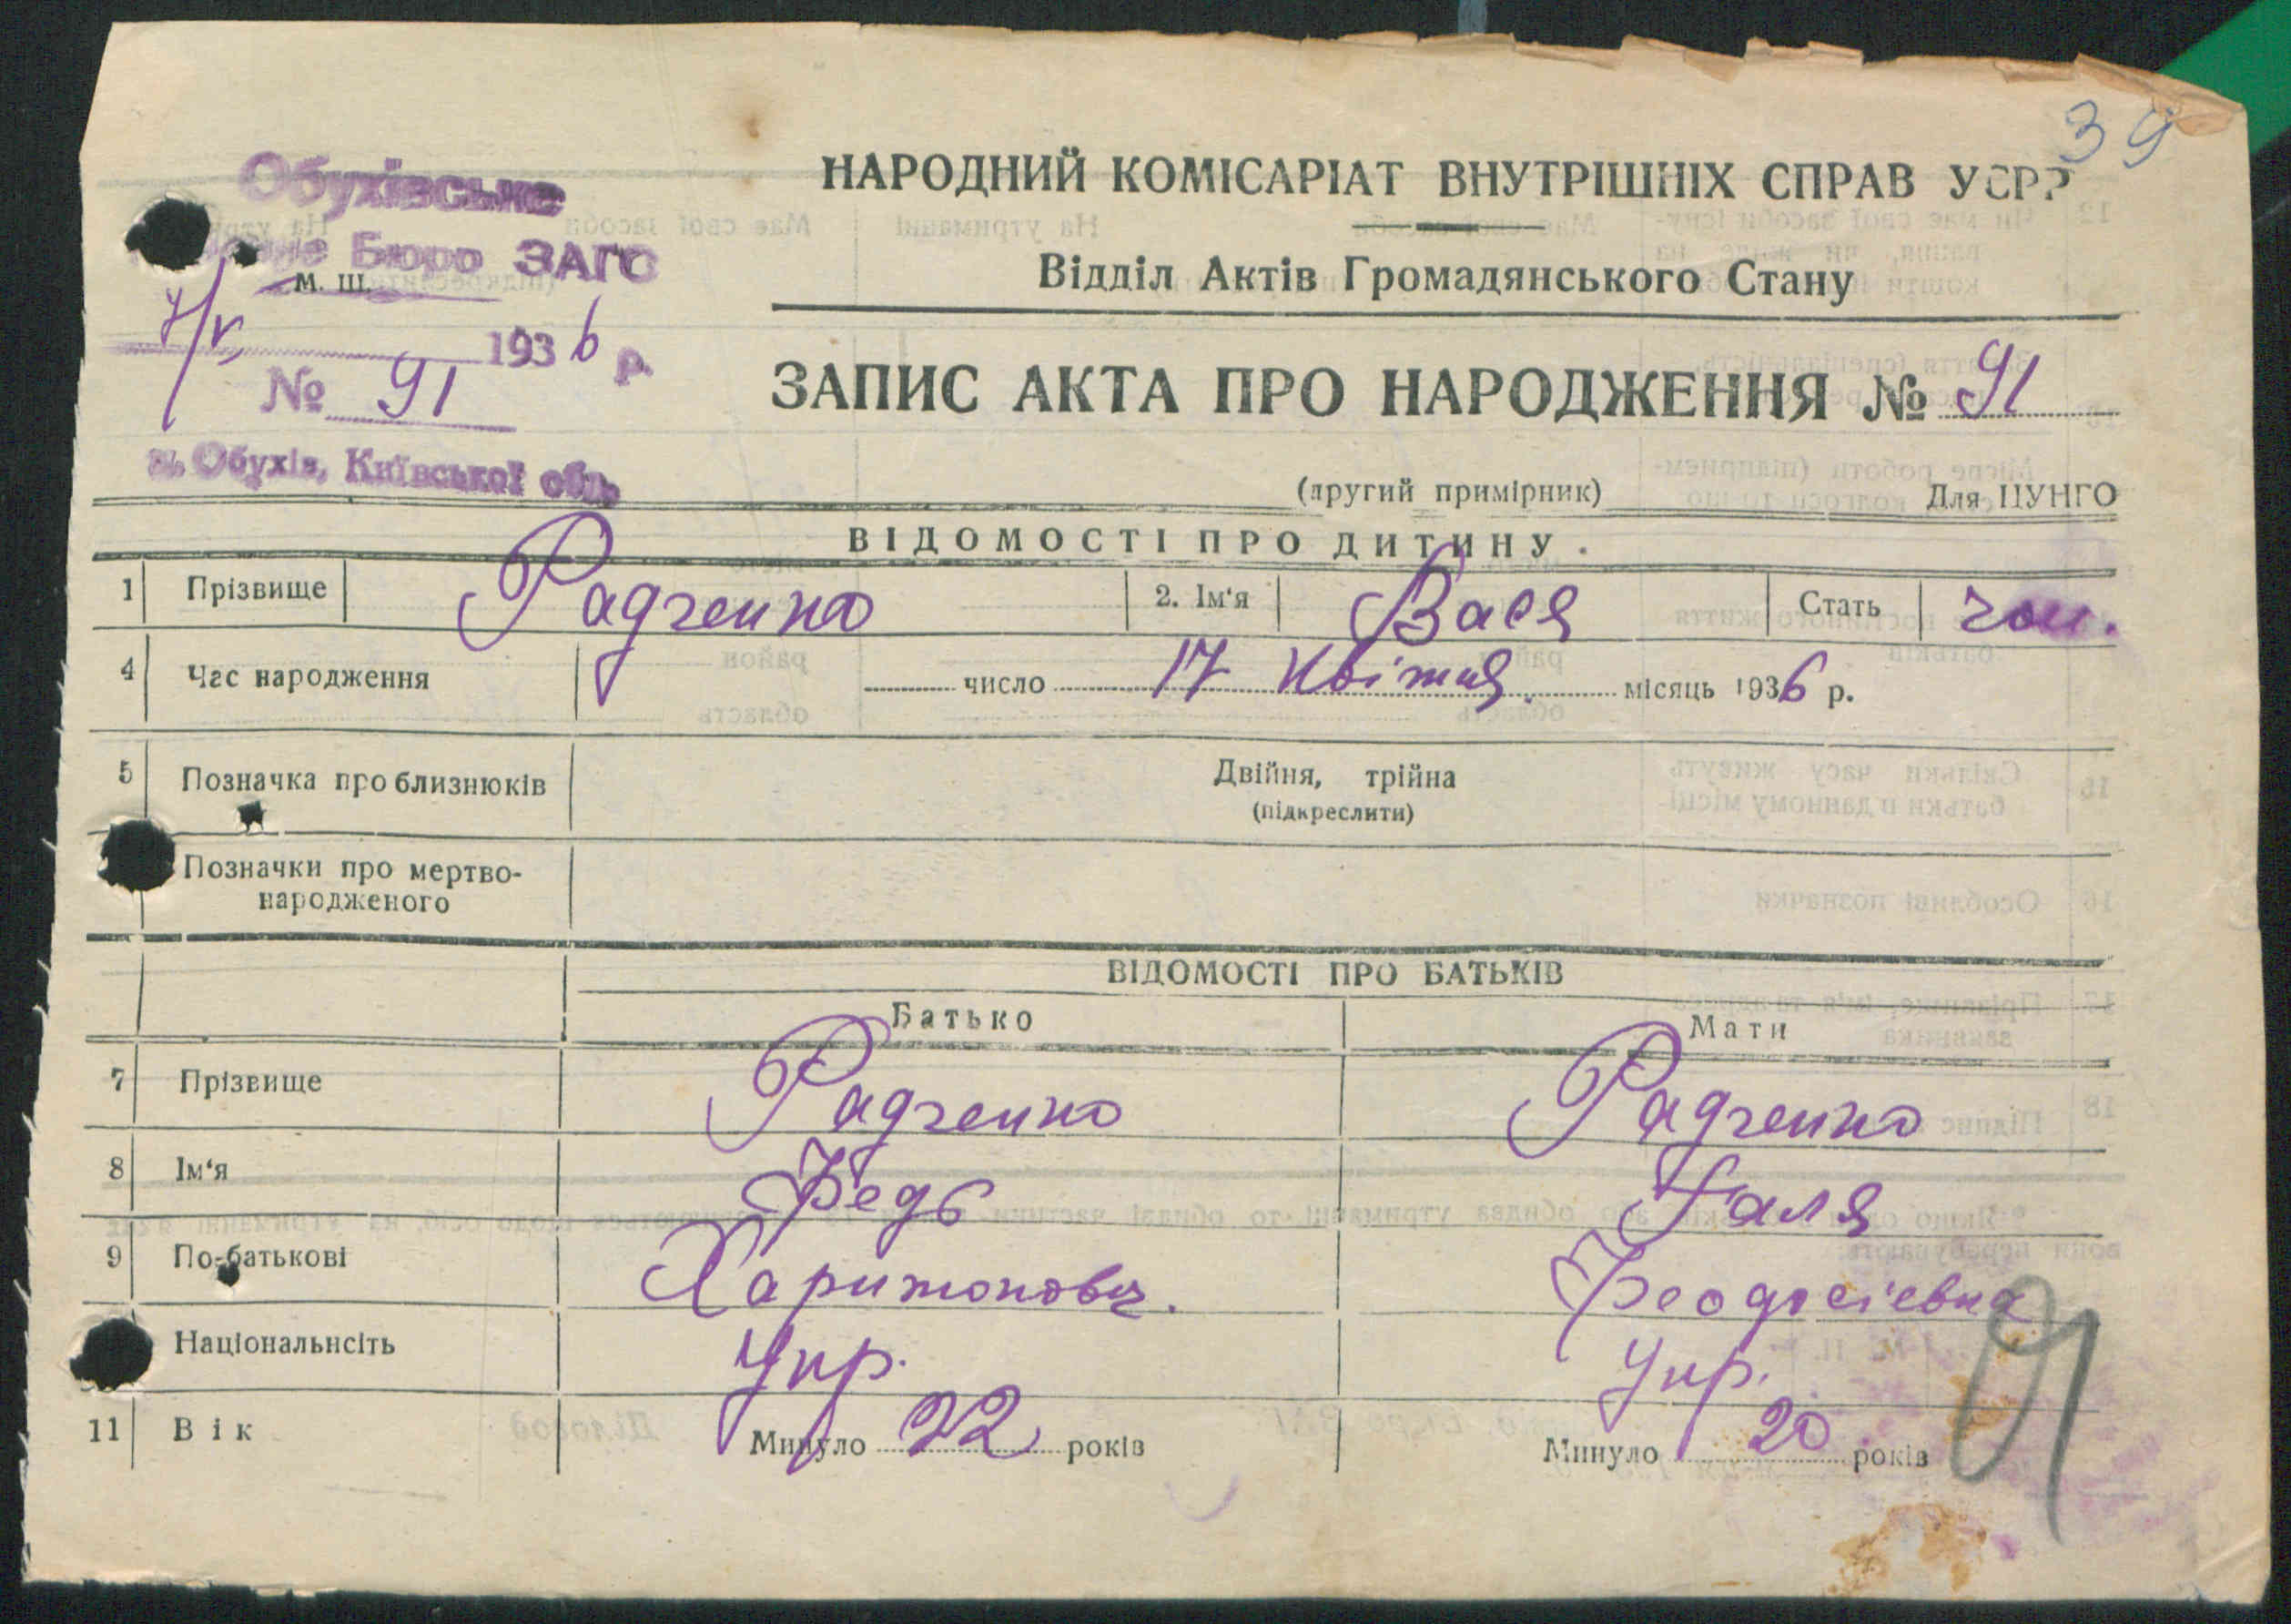 39
Обухівське
НАРОДНИЙ КОМІСАРІАТ ВНУТРІШНІХ СПРАВ УСРР
Бюро ЗАГС
М. Ш.
Відділ Актів Громадянського Стану
7/V 1936 р.
№ 91
ЗАПИС АКТА ПРО НАРОДЖЕННЯ № 91
м. Обухів, Київської обл.
(другий примірник) Для ЦУНГО
ВІДОМОСТІ ПРО ДИТИНУ.
1 Прізвище Радченко 2. Ім‘я Вася Стать чол.
4 Час народження число 17 Квітня місяць 1936 р.
5 Позначка про близнюків Двійня, трійна
(підкреслити)
Позначки про мертво-
народженого
ВІДОМОСТІ ПРО БАТЬКІВ
Батько Мати
7 Прізвище Радченко Радченко
8 Ім‘я Федь Галя
9 По-батькові Харитонович. Феодосієвна
Національнсіть Укр. Укр.
11 Вік Минуло 22 років Минуло 20 років
91